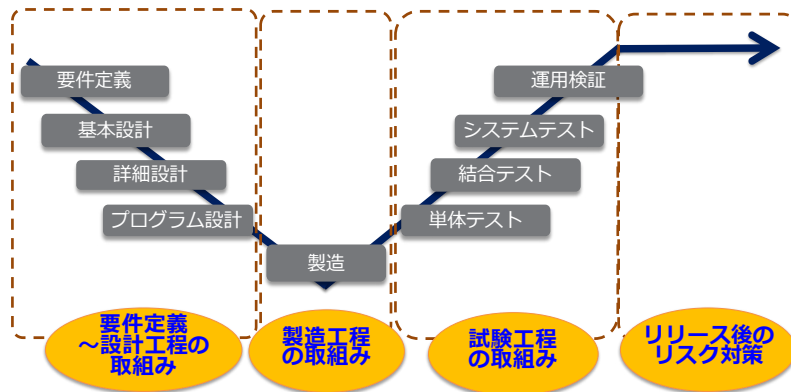 要件定義
基本設計
詳細設計
プログラム設計
製造
運用検証
システムテスト
結合テスト
単体テスト
要件定義
～設計工程の
取組み
製造工程
の取組み
試験工程
の取組み
リリース後の
リスク対策